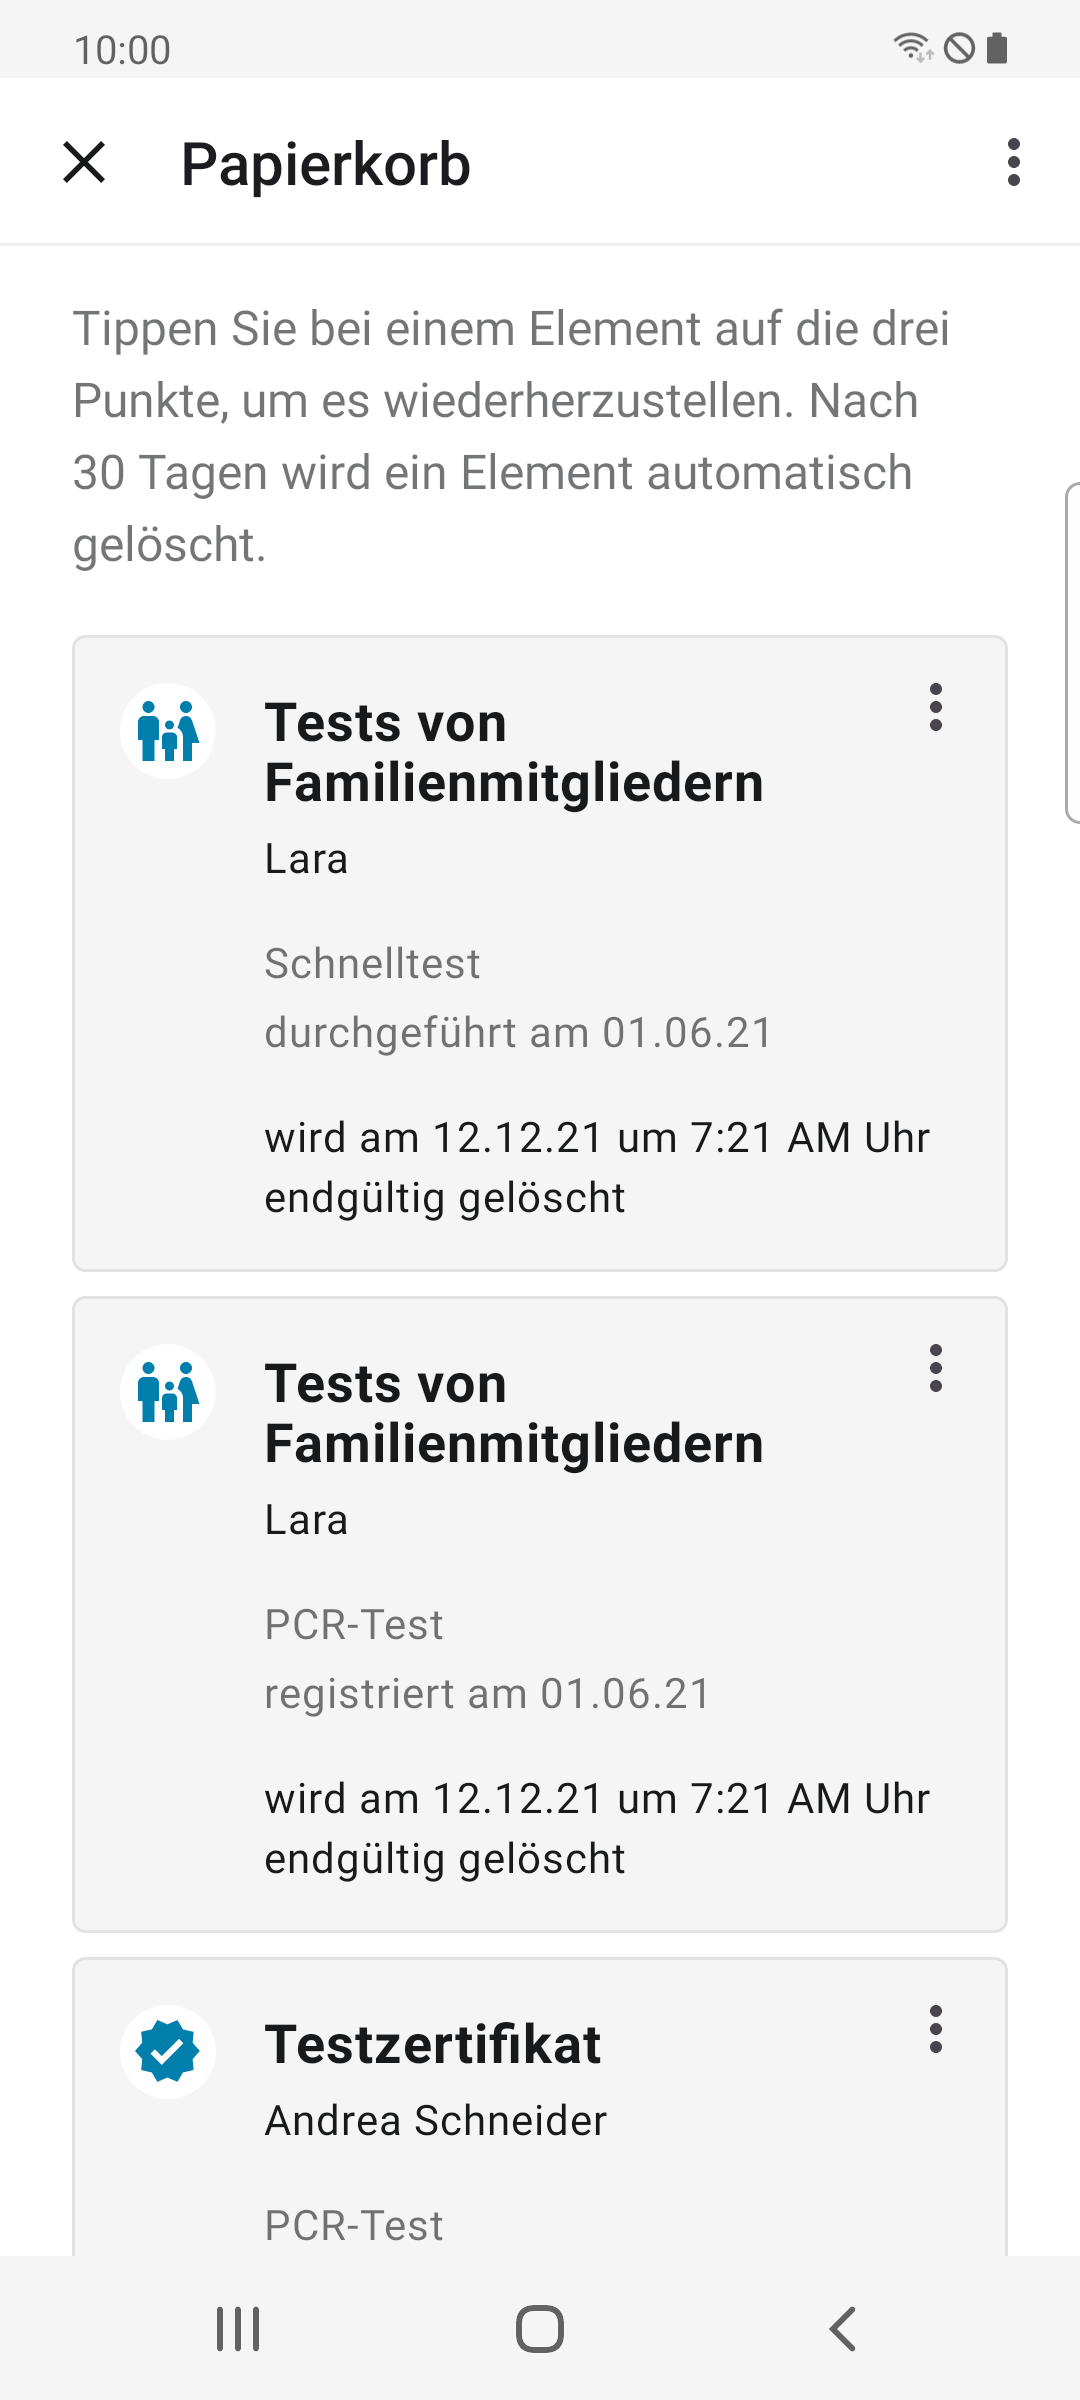 10:00
Papierkorb
Tippen Sie bei einem Element auf die drei
Punkte, um es wiederherzustellen. Nach
30 Tagen wird ein Element automatisch
gelöscht.
Tests von
Familienmitgliedern
Lara
Schnelltest
durchgeführt am 01.06.21
wird am 12.12.21 um 7:21 AM Uhr
endgültig gelöscht
Tests von
Familienmitgliedern
Lara
PCR-Test
registriert am 01.06.21
wird am 12.12.21 um 7:21 AM Uhr
endgültig gelöscht
Testzertifikat
Andrea Schneider
PCR-Test